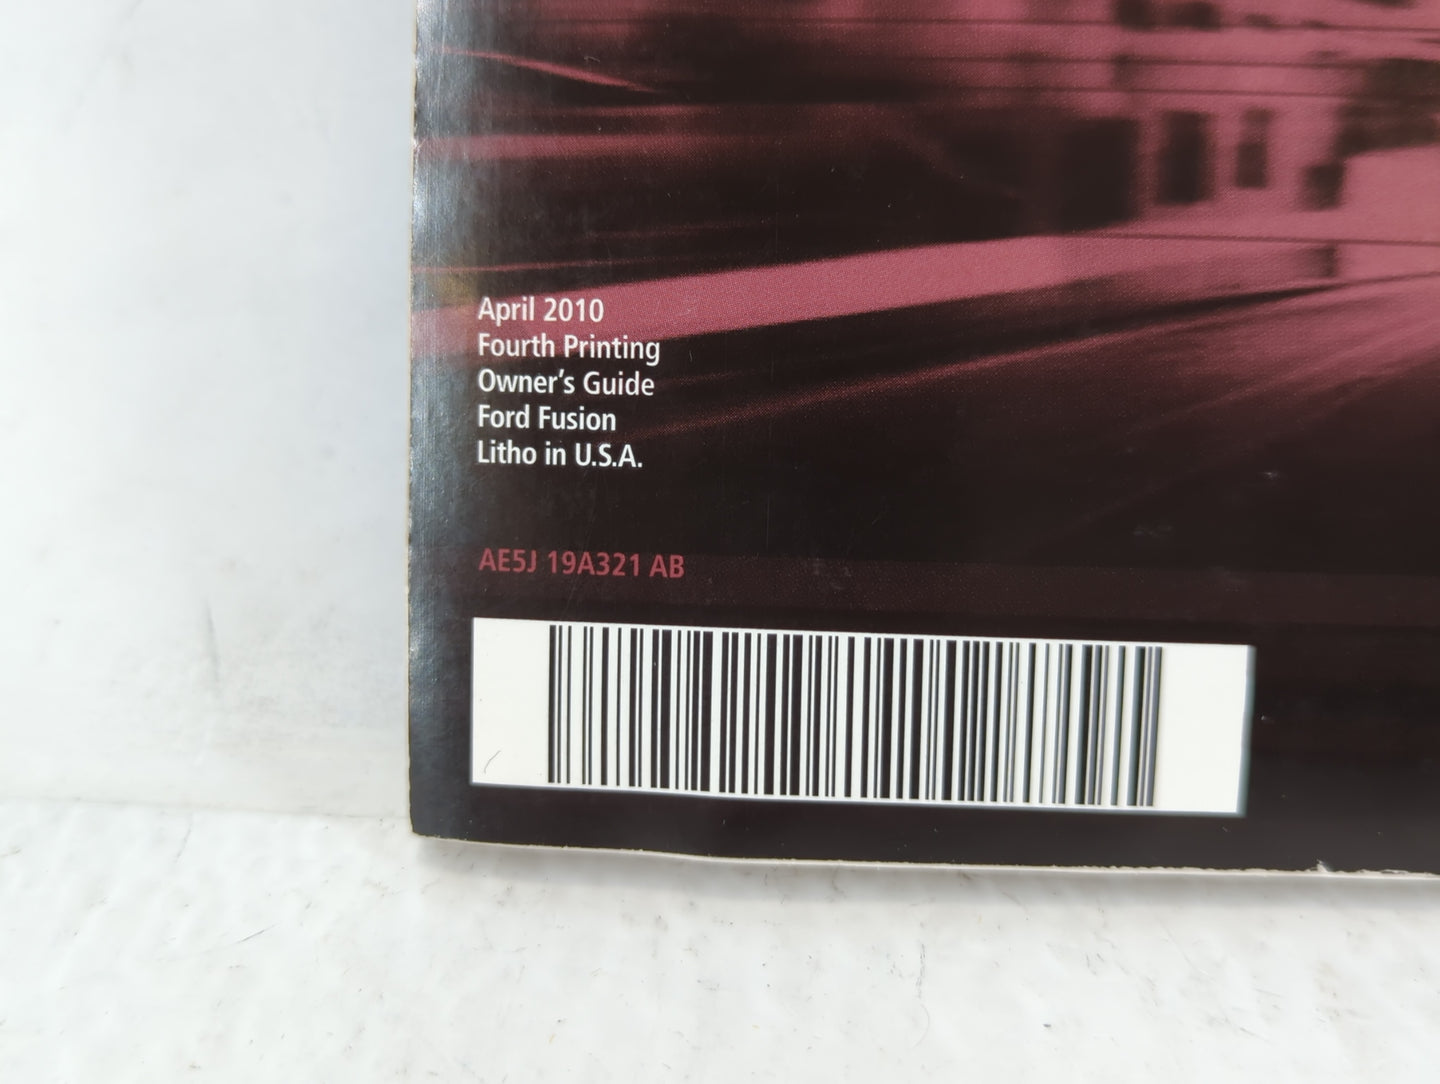 April 2010
Fourth Printing
Owner's Guide
Ford Fusion
Litho in U.S.A.
AE5J 19A321 AB